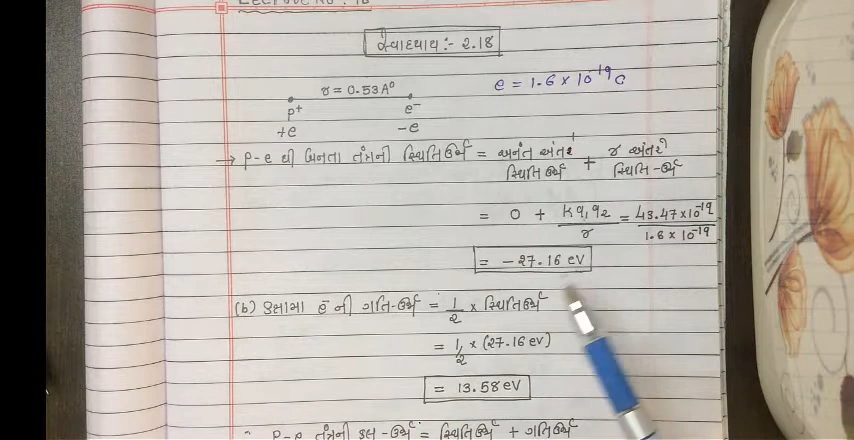 સ્વાધ્યાય:- 2.18
r = 0.53 A⁰
e = 1.6 × 10⁻¹⁹ C
p⁺ e⁻
+e -e
→ p-e થી બનતા તંત્રની સ્થિતિઊર્જા = અનંત અંતરે સ્થિતિઊર્જા + r અંતરે સ્થિતિ-ઊર્જા
= 0 + kq₁q₂/r = 43.47×10⁻¹⁹/1.6×10⁻¹⁹
= -27.16 eV
(b) કક્ષામાં ē ની ગતિ-ઊર્જા = 1/2 × સ્થિતિઊર્જા
= 1/2 × (27.16 eV)
= 13.58 eV
∴ p-e તંત્રની કુલ-ઊર્જા = સ્થિતિઊર્જા + ગતિઊર્જા